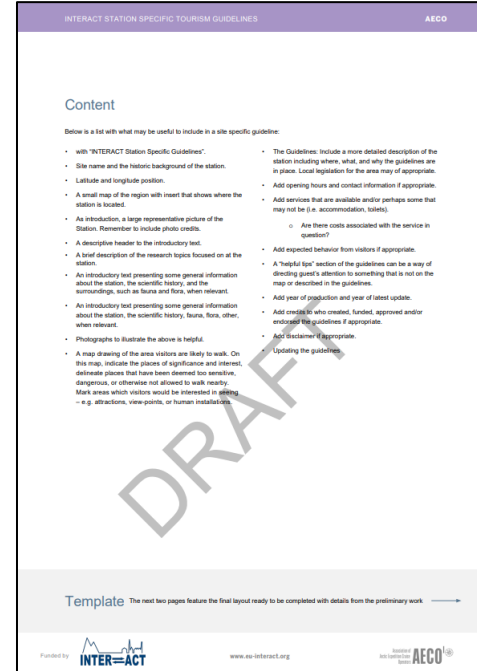 INTERACT STATION SPECIFIC TOURISM GUIDELINES
AECO
Content
Below is a list with what may be useful to include in a site specific guideline:
• with "INTERACT Station Specific Guidelines".
• Site name and the historic background of the station.
• Latitude and longitude position.
• A small map of the region with insert that shows where the
station is located.
• As introduction, a large representative picture of the
Station. Remember to include photo credits.
• A descriptive header to the introductory text.
• A brief description of the research topics focused on at the
station.
• An introductory text presenting some general information
about the station, the scientific history, and the
surroundings, such as fauna and flora, when relevant.
• An introductory text presenting some general information
about the station, the scientific history, fauna, flora, other,
when relevant.
• Photographs to illustrate the above is helpful.
• A map drawing of the area visitors are likely to walk. On
this map, indicate the places of significance and interest,
delineate places that have been deemed too sensitive,
dangerous, or otherwise not allowed to walk nearby.
Mark areas which visitors would be interested in seeing
– e.g. attractions, view-points, or human installations.
• The Guidelines: Include a more detailed description of the
station including where, what, and why the guidelines are
in place. Local legislation for the area may of appropriate.
• Add opening hours and contact information if appropriate.
• Add services that are available and/or perhaps some that
may not be (i.e. accommodation, toilets).
o Are there costs associated with the service in
question?
• Add expected behavior from visitors if appropriate.
• A "helpful tips" section of the guidelines can be a way of
directing guest's attention to something that is not on the
map or described in the guidelines.
• Add year of production and year of latest update.
• Add credits to who created, funded, approved and/or
endorsed the guidelines if appropriate.
• Add disclaimer if appropriate.
• Updating the guidelines
DRAFT
Template The next two pages feature the final layout ready to be completed with details from the preliminary work
Funded by
INTERACT
www.eu-interact.org
AECO